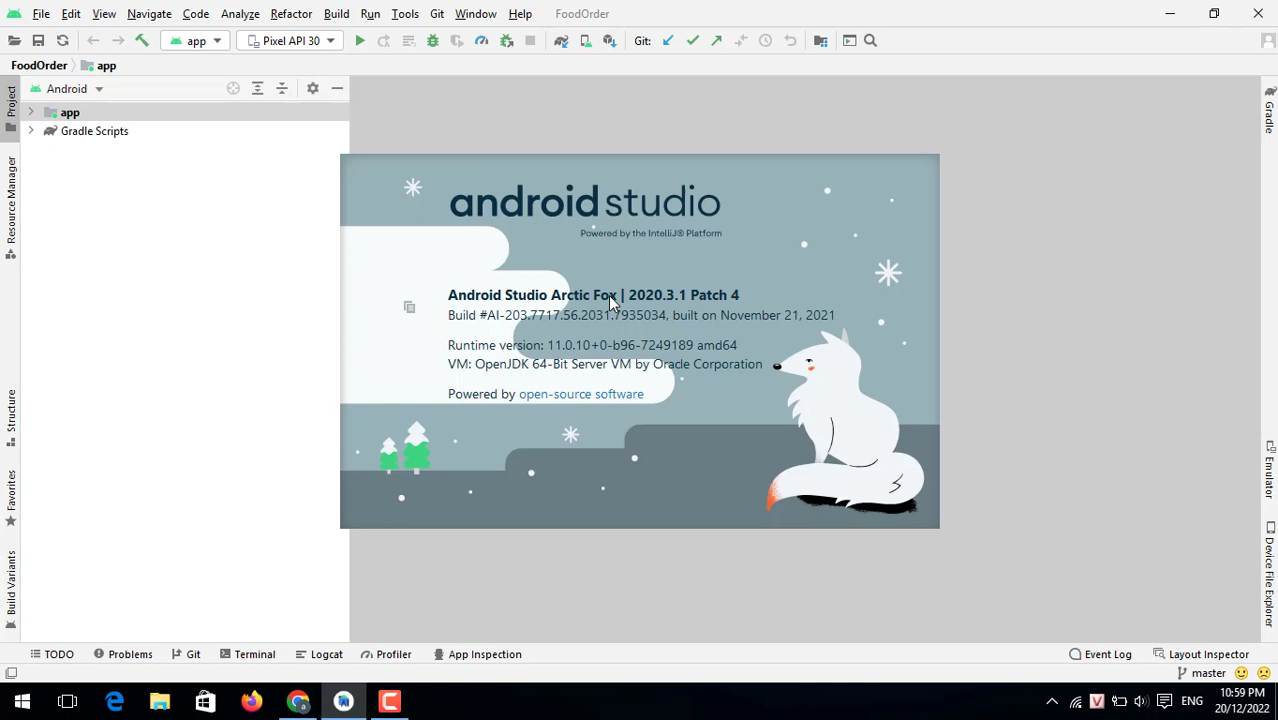 File Edit View Navigate Code Analyze Refactor Build Run Tools Git Window Help FoodOrder
app Pixel API 30 Git:
FoodOrder app
Android
app
Gradle Scripts
Project
Resource Manager
Structure
Favorites
Build Variants
Gradle
Emulator
Device File Explorer
android studio
Powered by the IntelliJ® Platform
Android Studio Arctic Fox | 2020.3.1 Patch 4
Build #AI-203.7717.56.2031.7935034, built on November 21, 2021
Runtime version: 11.0.10+0-b96-7249189 amd64
VM: OpenJDK 64-Bit Server VM by Oracle Corporation
Powered by open-source software
TODO Problems Git Terminal Logcat Profiler App Inspection Event Log Layout Inspector
master
ENG
10:59 PM
20/12/2022